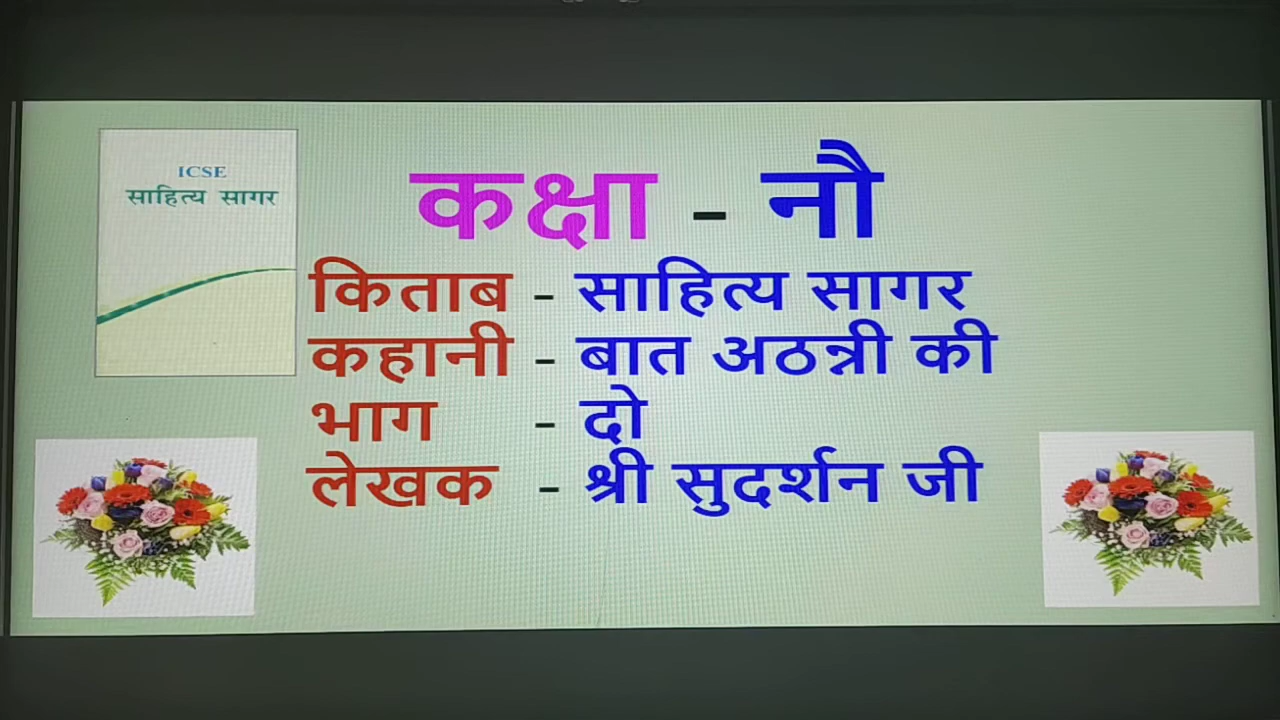 ICSE
साहित्य सागर
कक्षा - नौ
किताब - साहित्य सागर
कहानी - बात अठन्नी की
भाग - दो
लेखक - श्री सुदर्शन जी